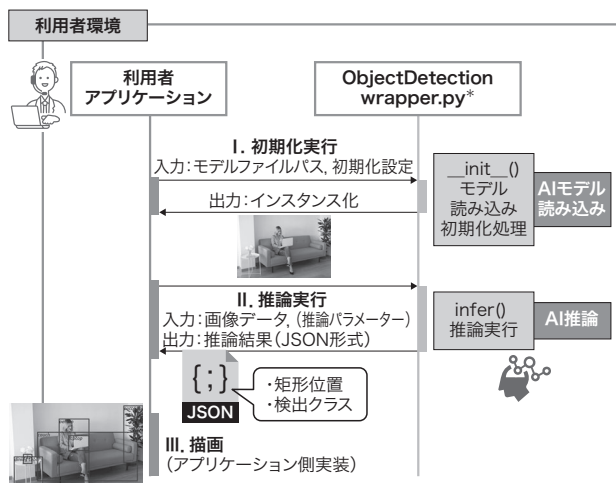 利用者環境
利用者
アプリケーション
ObjectDetection
wrapper.py*
I. 初期化実行
入力：モデルファイルパス, 初期化設定
出力：インスタンス化
__init__()
モデル
読み込み
初期化処理
AIモデル
読み込み
II. 推論実行
入力：画像データ, （推論パラメーター）
出力：推論結果（JSON形式）
infer()
推論実行
AI推論
{;}
JSON
・矩形位置
・検出クラス
III. 描画
（アプリケーション側実装）